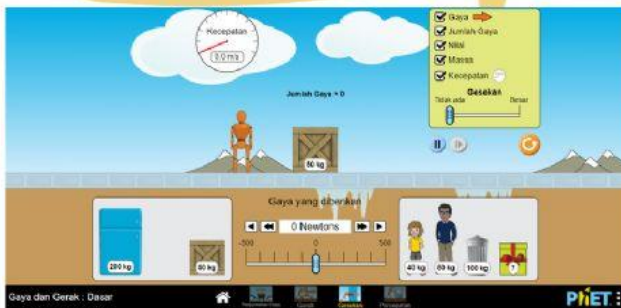 Kecepatan
0.0 m/s
Gaya
Jumlah Gaya
Nilai
Massa
Kecepatan
Gesekan
Tidak ada
Besar
Jumlah Gaya = 0
50 kg
Gaya yang diberikan
0 Newtons
-500 0 500
200 kg
40 kg
80 kg
100 kg
?
Gaya dan Gerak : Dasar
Gesekan
Percepatan
PhET